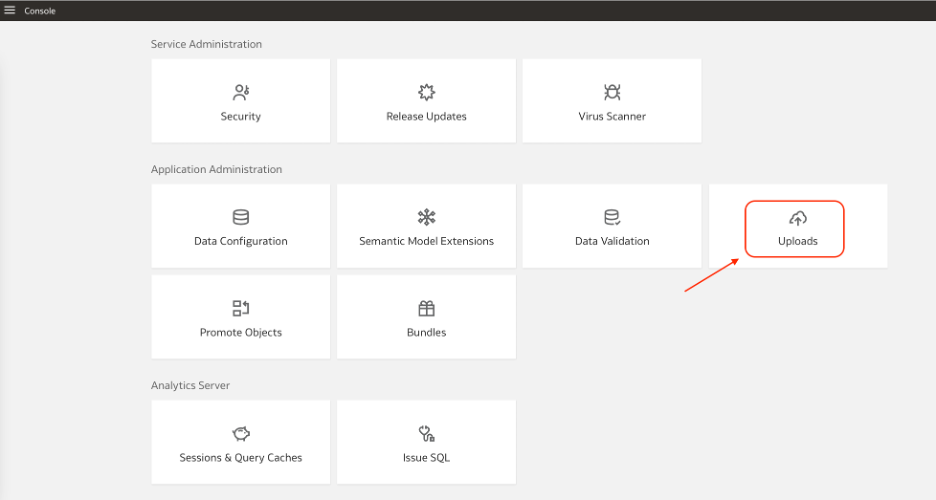 Console
Service Administration
Security
Release Updates
Virus Scanner
Application Administration
Data Configuration
Semantic Model Extensions
Data Validation
Uploads
Promote Objects
Bundles
Analytics Server
Sessions & Query Caches
Issue SQL